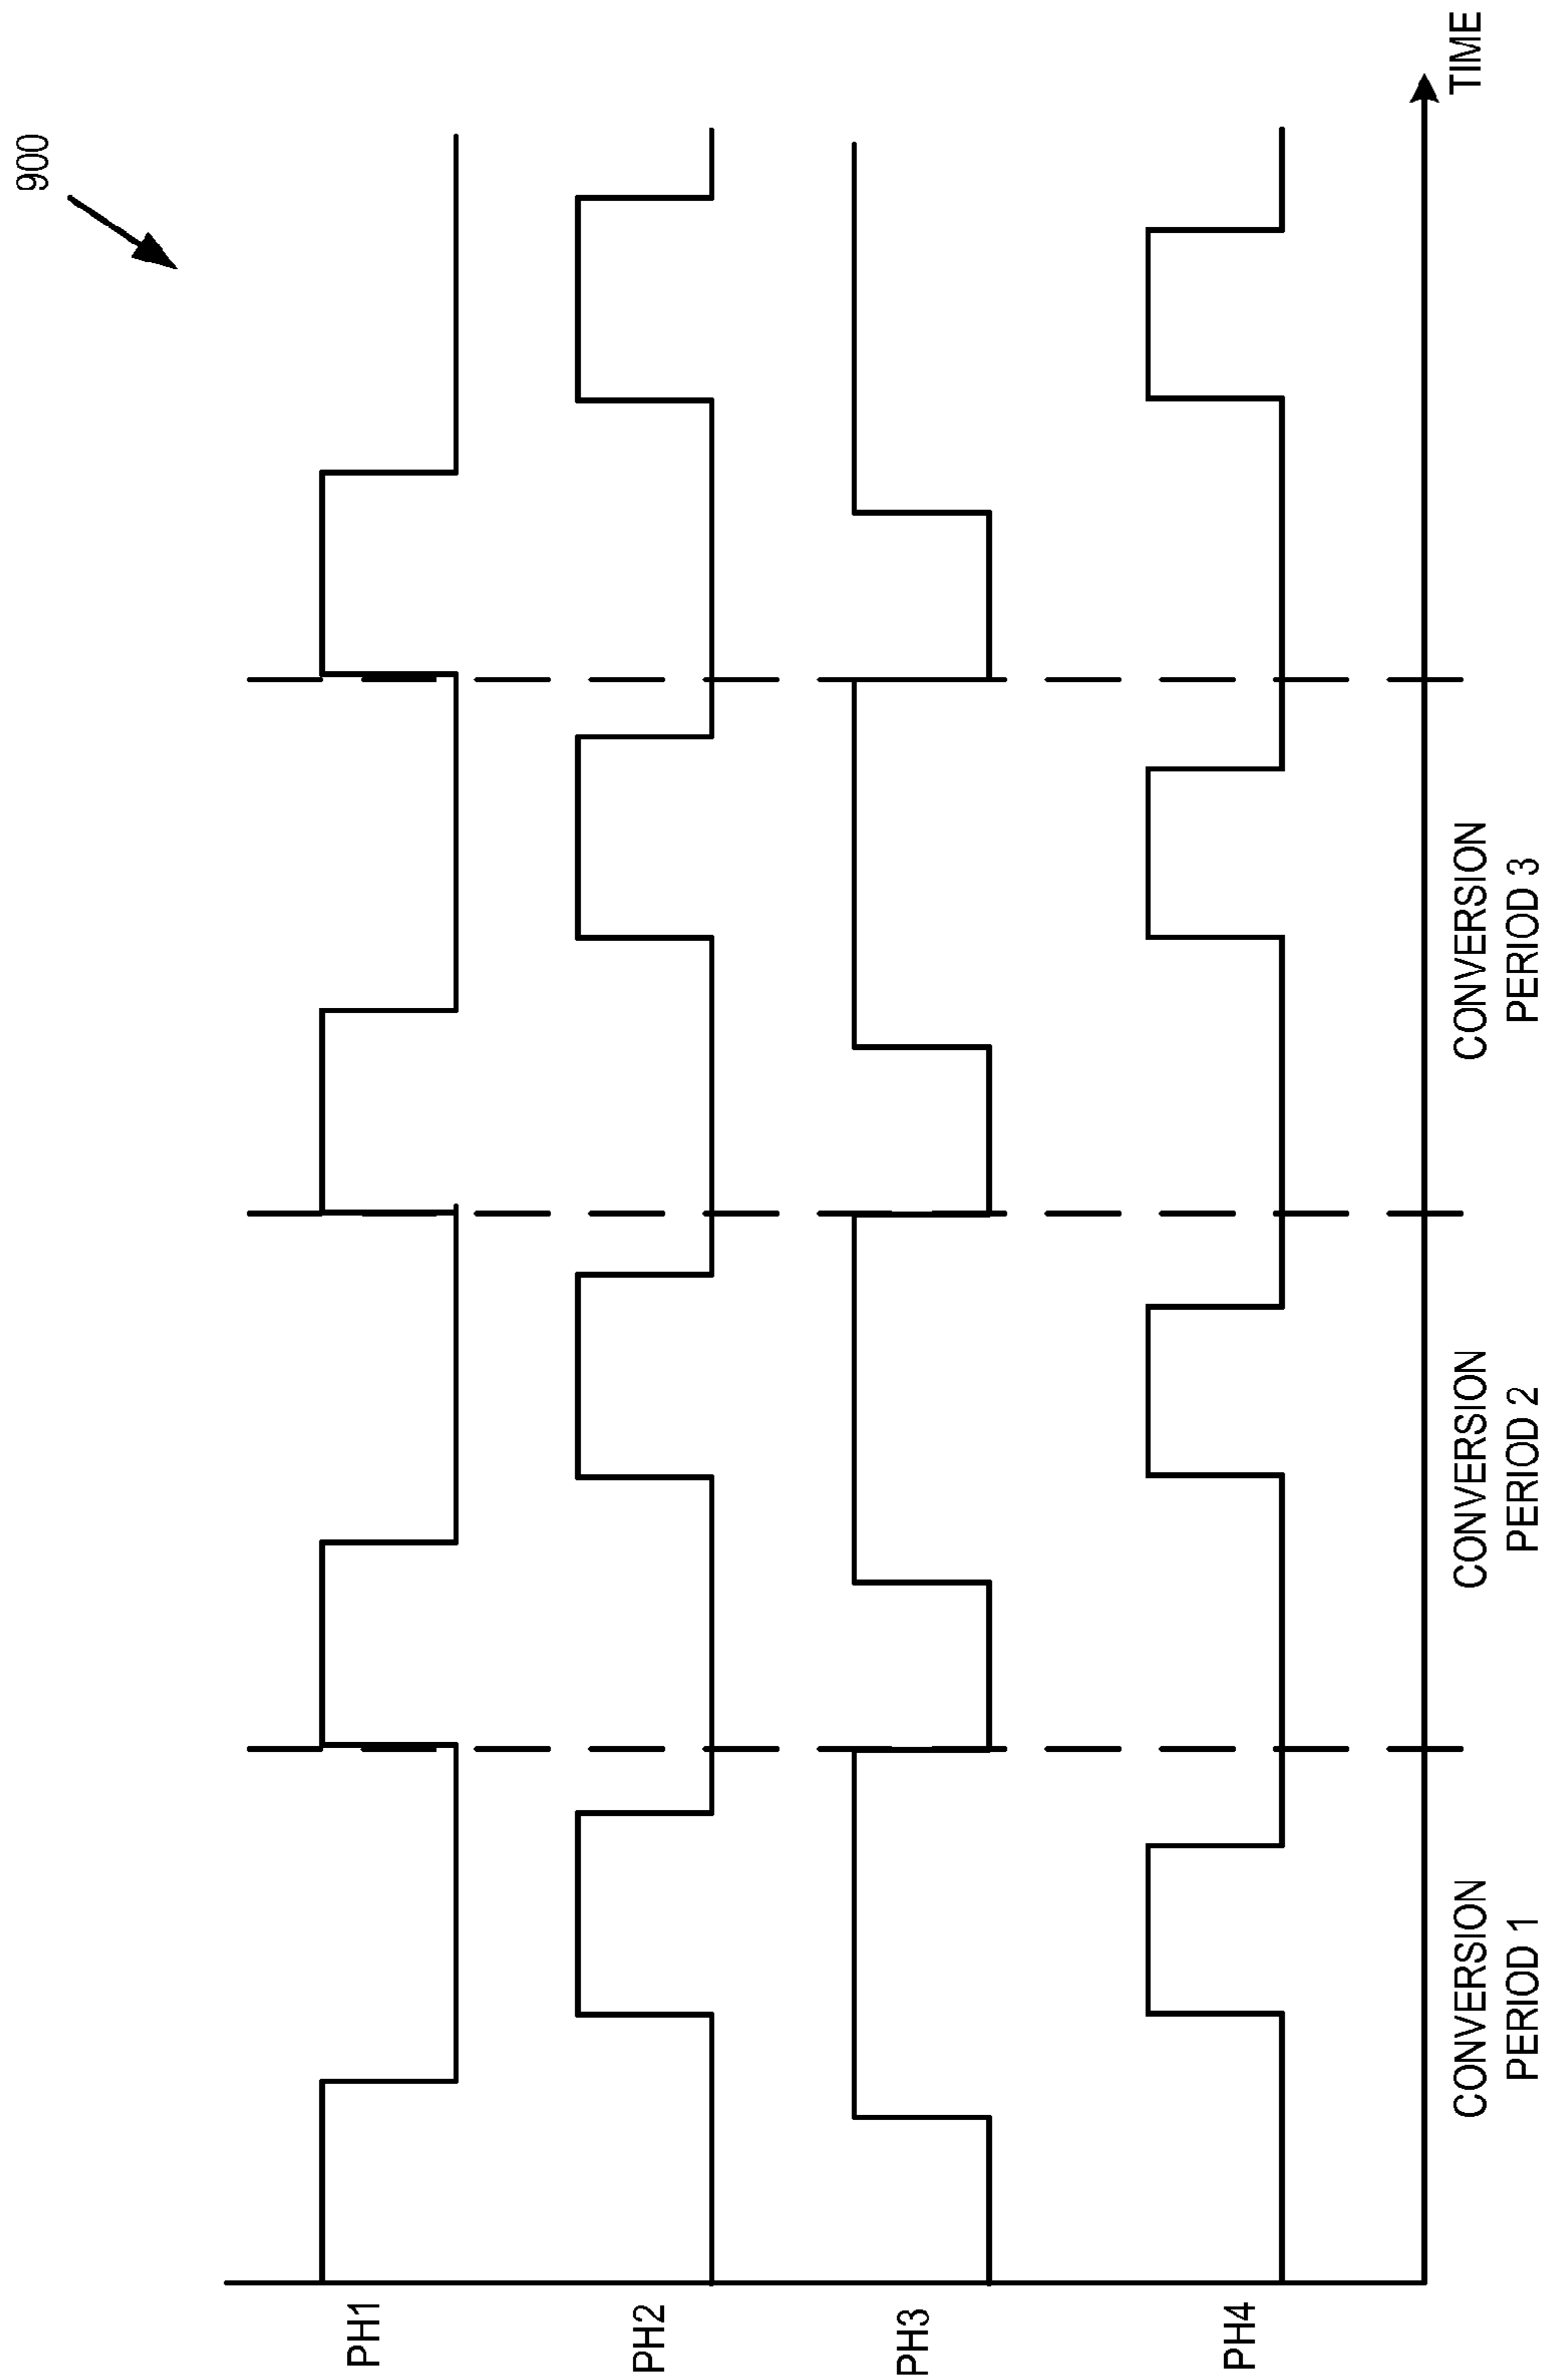 900
PH1
PH2
PH3
PH4
CONVERSION
PERIOD 1
CONVERSION
PERIOD 2
CONVERSION
PERIOD 3
TIME